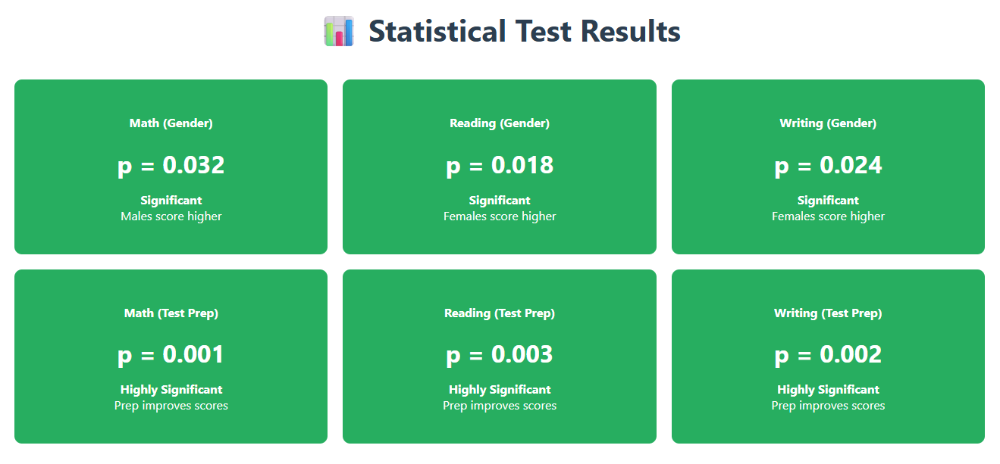 Statistical Test Results
Math (Gender)
p = 0.032
Significant
Males score higher
Reading (Gender)
p = 0.018
Significant
Females score higher
Writing (Gender)
p = 0.024
Significant
Females score higher
Math (Test Prep)
p = 0.001
Highly Significant
Prep improves scores
Reading (Test Prep)
p = 0.003
Highly Significant
Prep improves scores
Writing (Test Prep)
p = 0.002
Highly Significant
Prep improves scores